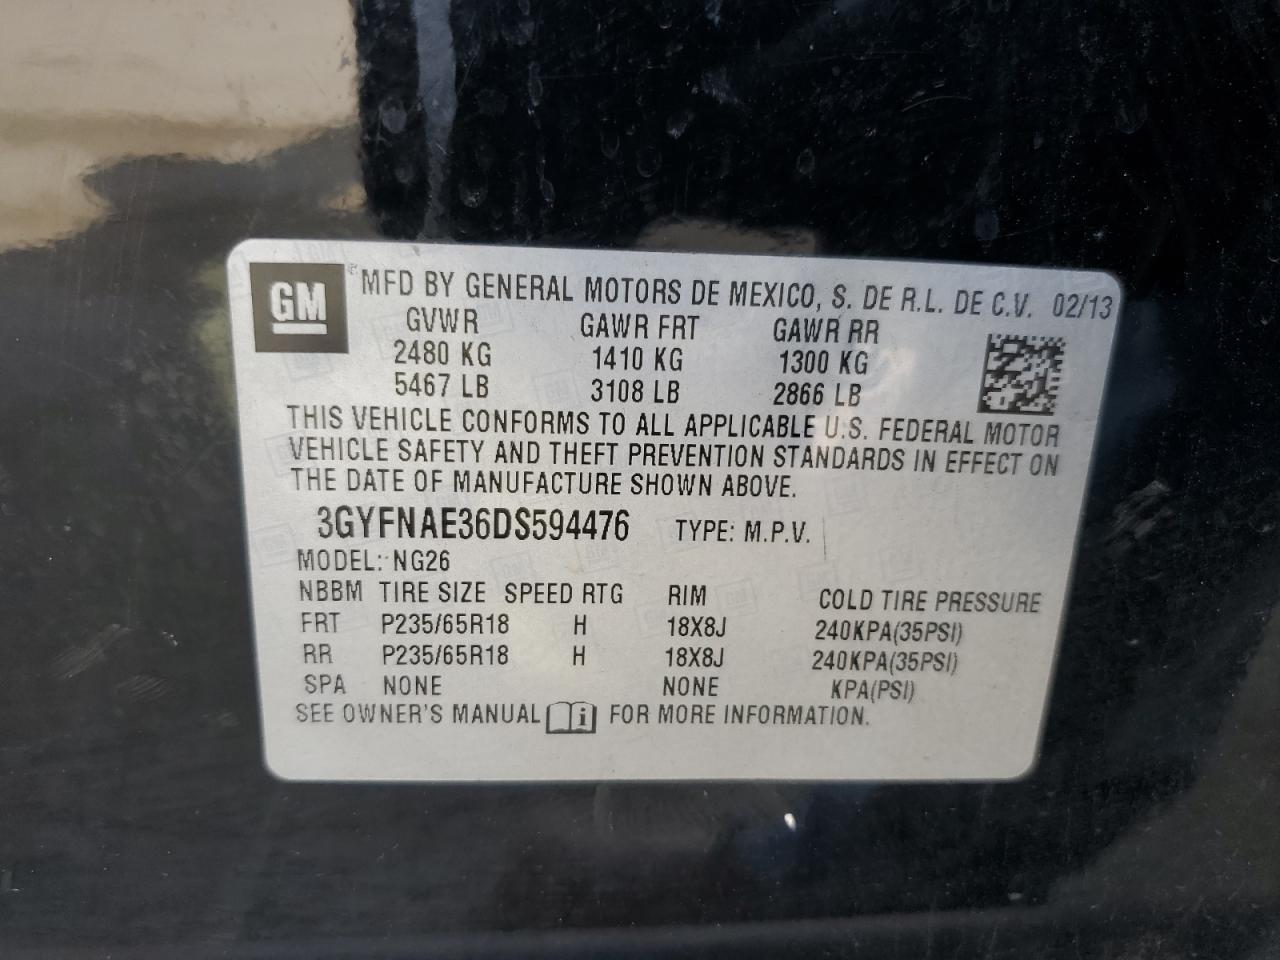 GM MFD BY GENERAL MOTORS DE MEXICO, S. DE R.L. DE C.V. 02/13
GVWR GAWR FRT GAWR RR
2480 KG 1410 KG 1300 KG
5467 LB 3108 LB 2866 LB
THIS VEHICLE CONFORMS TO ALL APPLICABLE U.S. FEDERAL MOTOR
VEHICLE SAFETY AND THEFT PREVENTION STANDARDS IN EFFECT ON
THE DATE OF MANUFACTURE SHOWN ABOVE.
3GYFNAE36DS594476 TYPE: M.P.V.
MODEL: NG26
NBBM TIRE SIZE SPEED RTG RIM COLD TIRE PRESSURE
FRT P235/65R18 H 18X8J 240KPA(35PSI)
RR P235/65R18 H 18X8J 240KPA(35PSI)
SPA NONE NONE KPA(PSI)
SEE OWNER'S MANUAL i FOR MORE INFORMATION.